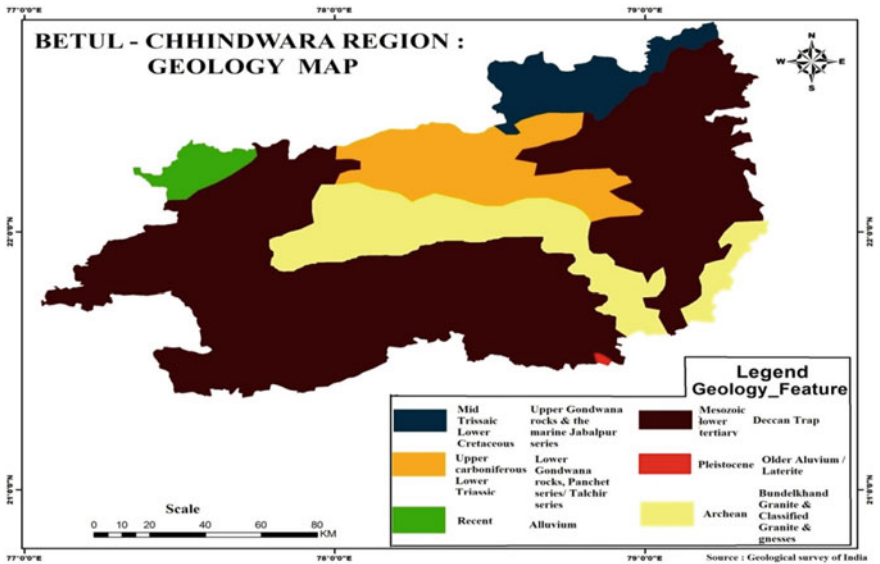 77°0'0"E
78°0'0"E
79°0'0"E
BETUL - CHHINDWARA REGION :
GEOLOGY MAP
N
W E
S
22°0'0"N
22°0'0"N
Legend
Geology_Feature
Mid
Trissaic
Lower
Cretaceous
Upper Gondwana
rocks & the
marine Jabalpur
series
Mesozoic
lower
tertiary
Deccan Trap
Upper
carboniferous
Lower
Triassic
Lower
Gondwana
rocks, Panchet
series/ Talchir
series
Pleistocene
Older Aluvium /
Laterite
Recent
Alluvium
Archean
Bundelkhand
Granite &
Classified
Granite &
gnesses
21°0'0"N
21°0'0"N
Scale
0 5 10 20 40 60 80
KM
77°0'0"E
78°0'0"E
79°0'0"E
Source : Geological survey of India